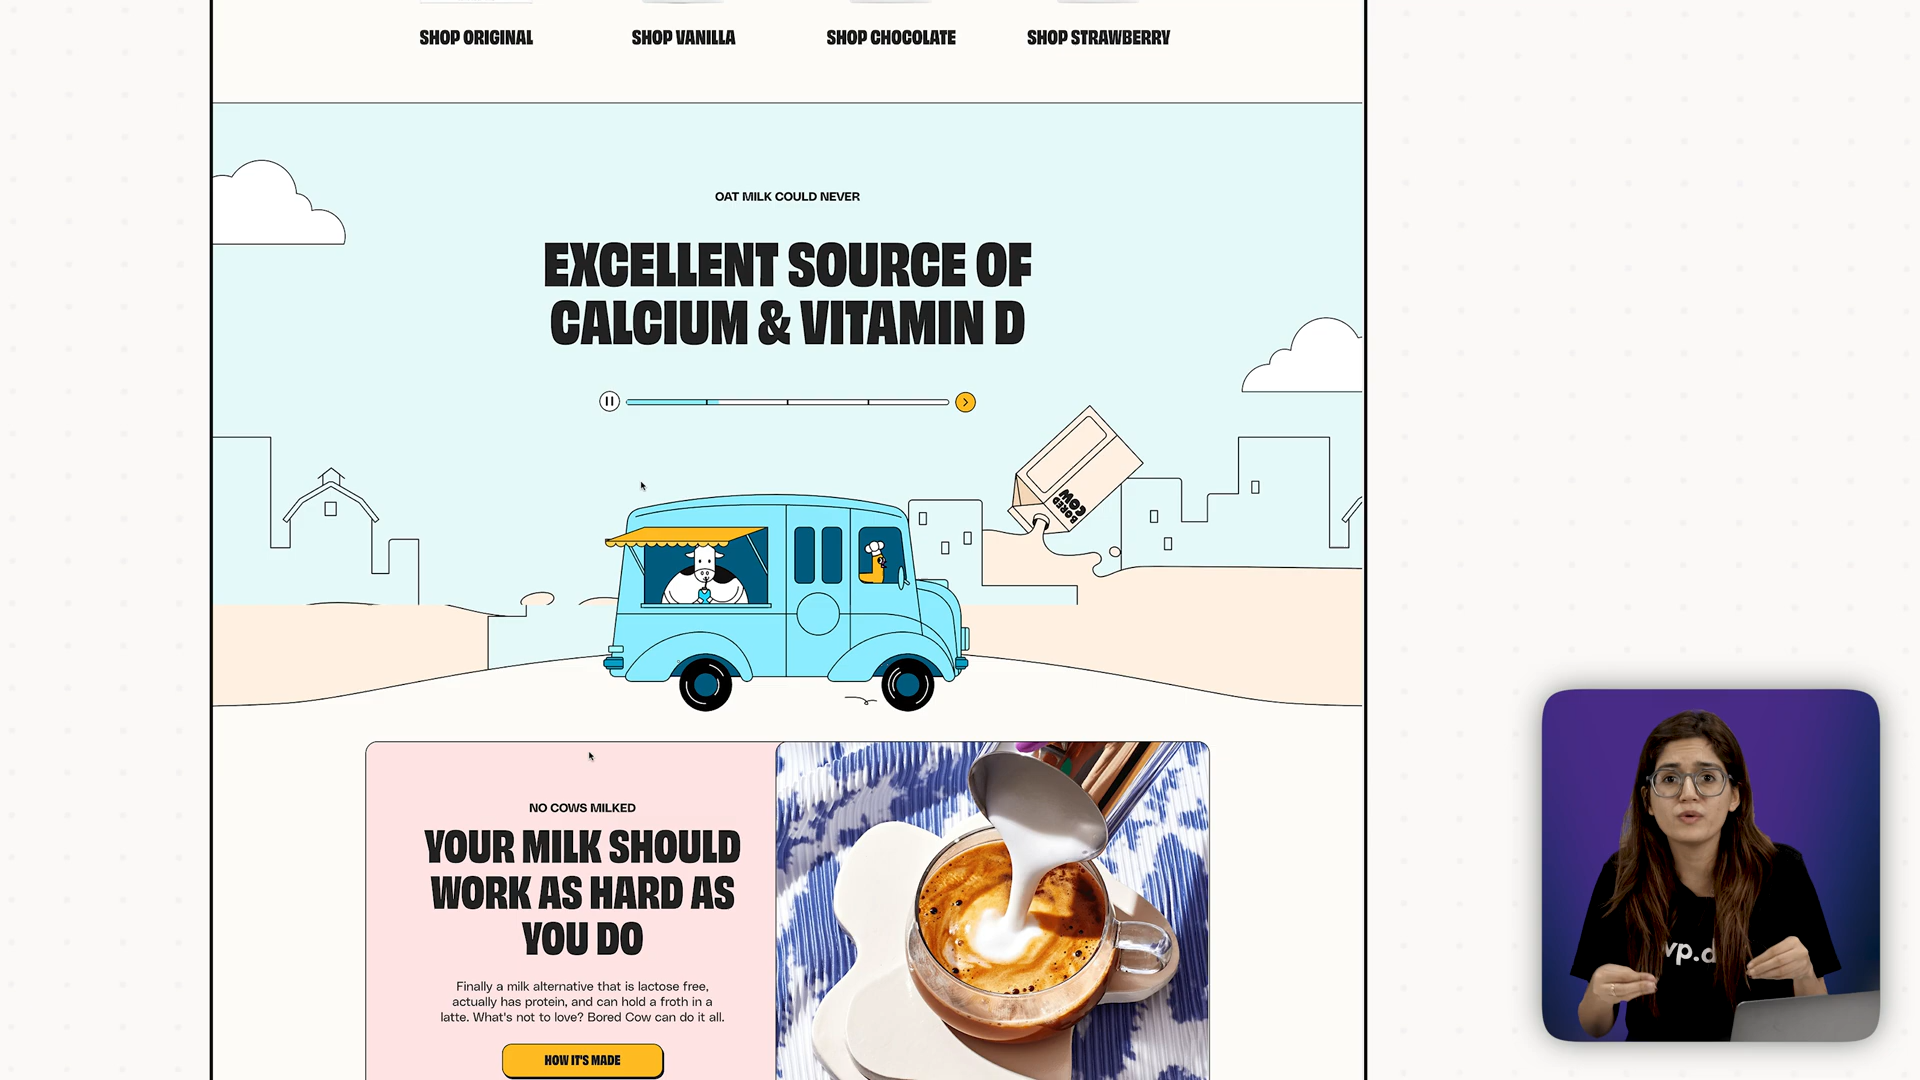 SHOP ORIGINAL
SHOP VANILLA
SHOP CHOCOLATE
SHOP STRAWBERRY
OAT MILK COULD NEVER
EXCELLENT SOURCE OF
CALCIUM & VITAMIN D
BORED
COW
NO COWS MILKED
YOUR MILK SHOULD
WORK AS HARD AS
YOU DO
Finally a milk alternative that is lactose free,
actually has protein, and can hold a froth in a
latte. What's not to love? Bored Cow can do it all.
HOW IT'S MADE
vp.d